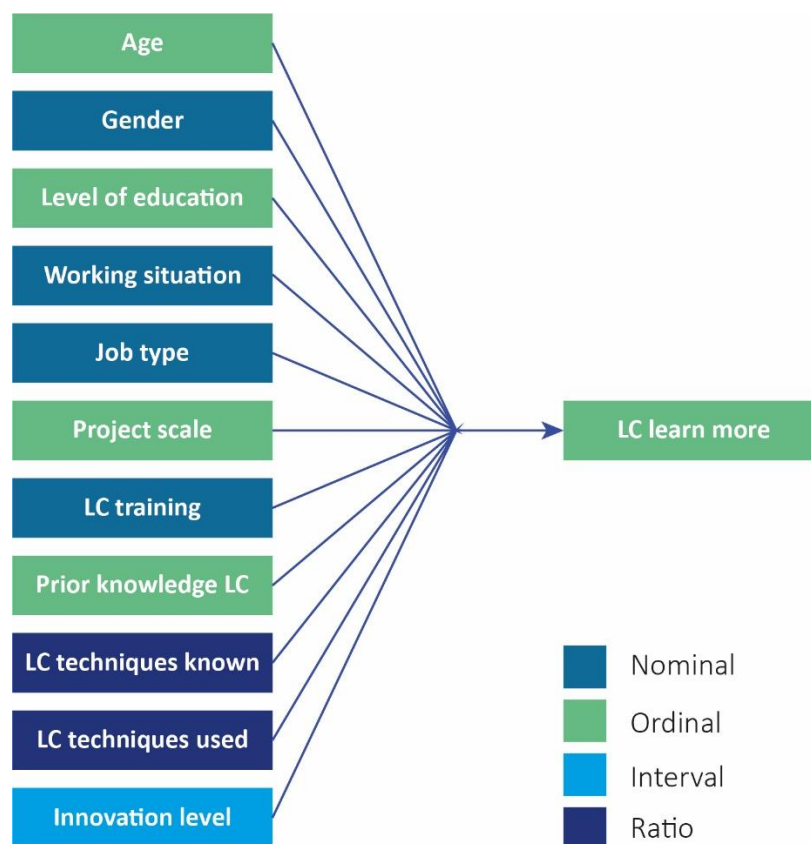 Age
Gender
Level of education
Working situation
Job type
Project scale
LC training
Prior knowledge LC
LC techniques known
LC techniques used
Innovation level
LC learn more
Nominal
Ordinal
Interval
Ratio